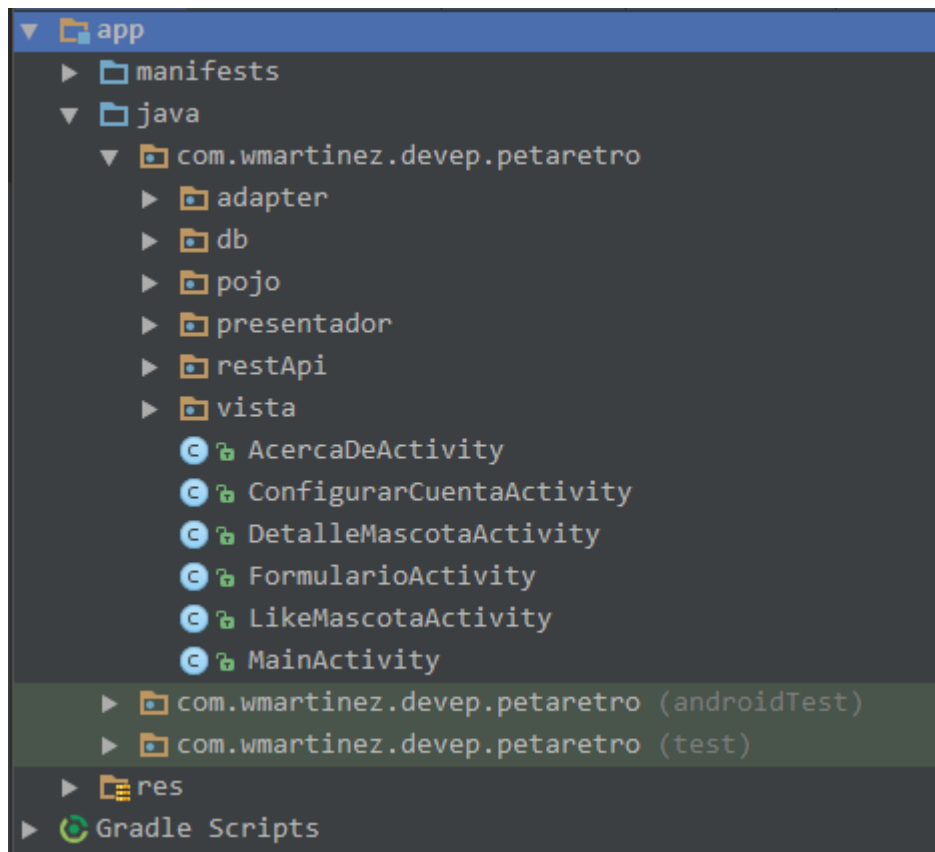 app
manifests
java
com.wmartinez.devep.petaretro
adapter
db
pojo
presentador
restApi
vista
AcercaDeActivity
ConfigurarCuentaActivity
DetalleMascotaActivity
FormularioActivity
LikeMascotaActivity
MainActivity
com.wmartinez.devep.petaretro (androidTest)
com.wmartinez.devep.petaretro (test)
res
Gradle Scripts